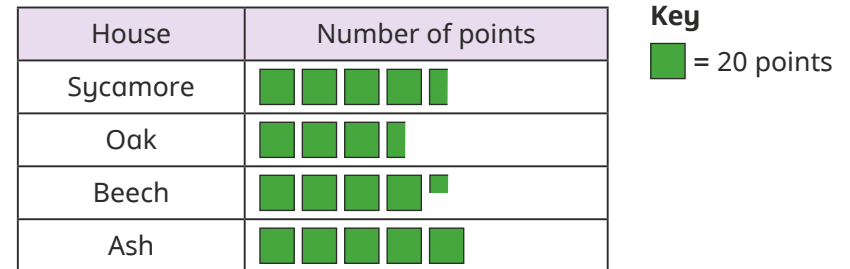 House Number of points
Sycamore
Oak
Beech
Ash
Key
= 20 points